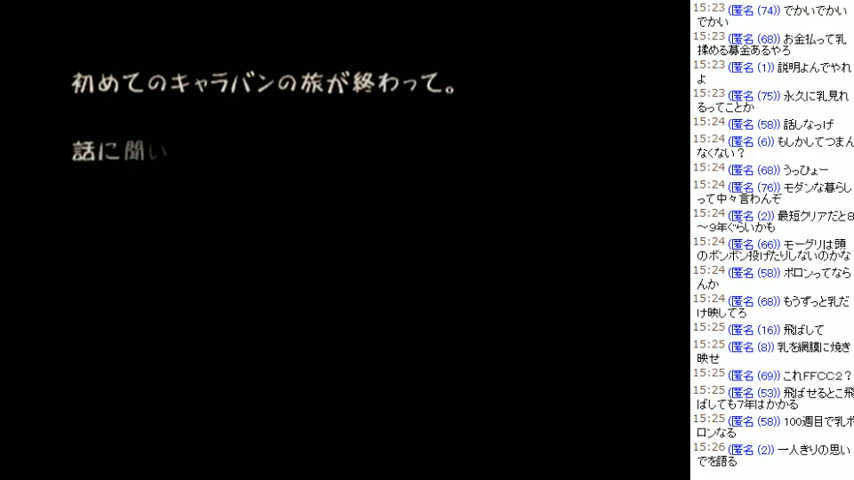 初めてのキャラバンの旅が終わって。
話に聞い
15:23 (匿名(74)) でかいでかい
でかい
15:23 (匿名(68)) お金払って乳
揉める募金あるやろ
15:23 (匿名(1)) 説明よんでやれ
よ
15:23 (匿名(75)) 永久に乳見れ
るってことか
15:24 (匿名(58)) 話しなっげ
15:24 (匿名(6)) もしかしてつまん
なくない？
15:24 (匿名(68)) うっひょー
15:24 (匿名(76)) モダンな暮らし
って中々言わんぞ
15:24 (匿名(2)) 最短クリアだと8
～9年ぐらいかも
15:24 (匿名(66)) モーグリは頭
のボンボン投げたりしないのかな
15:24 (匿名(58)) ポロンってなら
んか
15:24 (匿名(68)) もうずっと乳だ
け映してろ
15:25 (匿名(16)) 飛ばして
15:25 (匿名(8)) 乳を網膜に焼き
映せ
15:25 (匿名(69)) これFFCC2？
15:25 (匿名(53)) 飛ばせるとこ飛
ばしても7年はかかる
15:25 (匿名(58)) 100週目で乳ポ
ロンなる
15:26 (匿名(2)) 一人きりの思い
でを語る